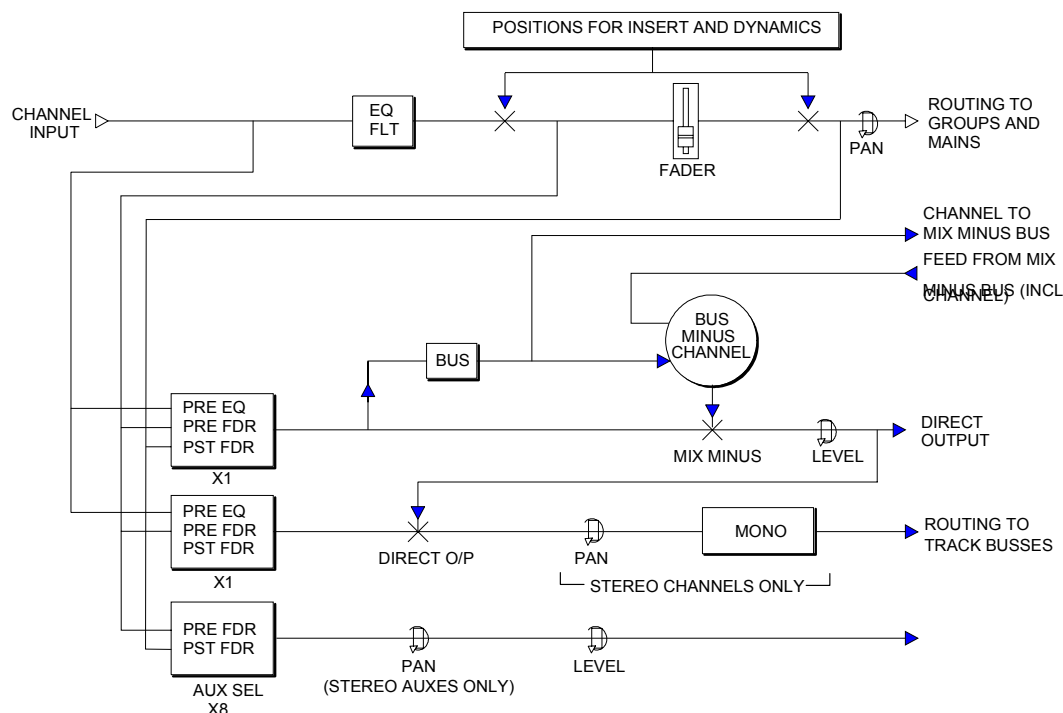 POSITIONS FOR INSERT AND DYNAMICS
CHANNEL
INPUT
EQ
FLT
FADER
PAN
ROUTING TO
GROUPS AND
MAINS
CHANNEL TO
MIX MINUS BUS
FEED FROM MIX
MINUS BUS (INCL
CHANNEL)
BUS
MINUS
CHANNEL
BUS
PRE EQ
PRE FDR
PST FDR
X1
MIX MINUS
LEVEL
DIRECT
OUTPUT
PRE EQ
PRE FDR
PST FDR
X1
DIRECT O/P
PAN
MONO
STEREO CHANNELS ONLY
ROUTING TO
TRACK BUSSES
PRE FDR
PST FDR
AUX SEL
X8
PAN
(STEREO AUXES ONLY)
LEVEL